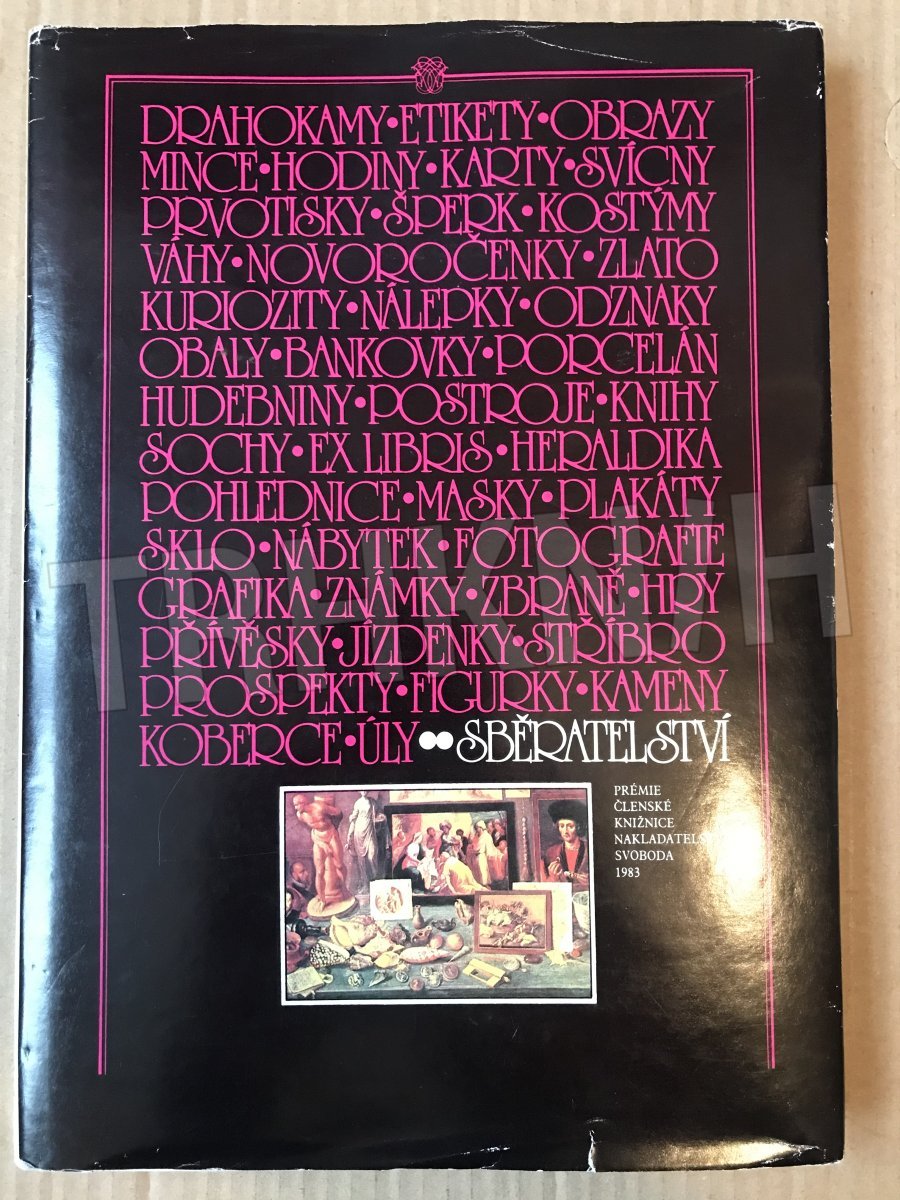 DRAHOKAMY•ETIKETY•OBRAZY
MINCE•HODINY•KARTY•SVÍCNY
PRVOTISKY•ŠPERK•KOSTÝMY
VÁHY•NOVOROČENKY•ZLATO
KURIOZITY•NÁLEPKY•ODZNAKY
OBALY•BANKOVKY•PORCELÁN
HUDEBNINY•POSTROJE•KNIHY
SOCHY•EX LIBRIS•HERALDIKA
POHLEDNICE•MASKY•PLAKÁTY
SKLO•NÁBYTEK•FOTOGRAFIE
GRAFIKA•ZNÁMKY•ZBRANĚ•HRY
PŘÍVĚSKY•JÍZDENKY•STŘÍBRO
PROSPEKTY•FIGURKY•KAMENY
KOBERCE•ÚLY••SBĚRATELSTVÍ
PRÉMIE
ČLENSKÉ
KNIŽNICE
NAKLADATELS
SVOBODA
1983
TRHKNIH